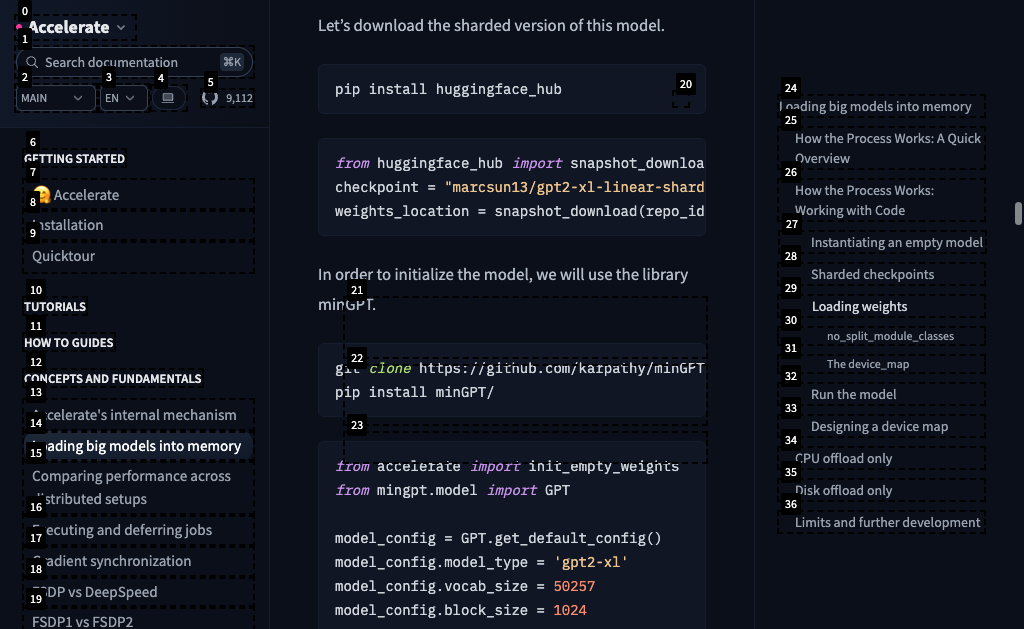 0
Accelerate
1
Search documentation
⌘K
2
3
4
5
MAIN
EN
9,112
6
GETTING STARTED
7
🤗 Accelerate
8
Installation
9
Quicktour
10
TUTORIALS
11
HOW TO GUIDES
12
CONCEPTS AND FUNDAMENTALS
13
Accelerate's internal mechanism
14
Loading big models into memory
15
Comparing performance across
distributed setups
16
Executing and deferring jobs
17
Gradient synchronization
18
FSDP vs DeepSpeed
19
FSDP1 vs FSDP2
Let's download the sharded version of this model.
20
pip install huggingface_hub
from huggingface_hub import snapshot_downloa
checkpoint = "marcsun13/gpt2-xl-linear-shard
weights_location = snapshot_download(repo_id
In order to initialize the model, we will use the library
21
minGPT.
22
git clone https://github.com/karpathy/minGPT
pip install minGPT/
23
from accelerate import init_empty_weights
from mingpt.model import GPT
model_config = GPT.get_default_config()
model_config.model_type = 'gpt2-xl'
model_config.vocab_size = 50257
model_config.block_size = 1024
24
Loading big models into memory
25
How the Process Works: A Quick
Overview
26
How the Process Works:
Working with Code
27
Instantiating an empty model
28
Sharded checkpoints
29
Loading weights
30
no_split_module_classes
31
The device_map
32
Run the model
33
Designing a device map
34
CPU offload only
35
Disk offload only
36
Limits and further development